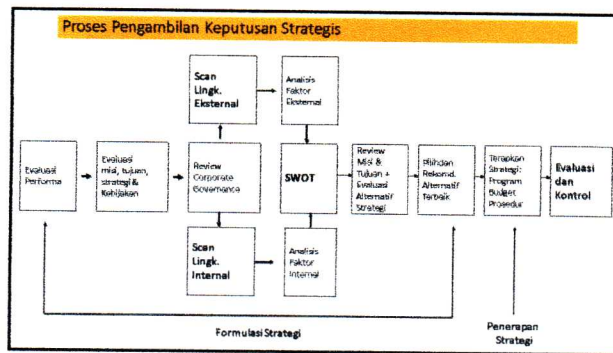 Proses Pengambilan Keputusan Strategis
Scan
Lingk.
Eksternal
Analisis
Faktor
Eksternal
Evaluasi
Performa
Evaluasi
misi, tujuan,
strategi &
Kebijakan
Review
Corporate
Governance
SWOT
Review
Misi &
Tujuan +
Evaluasi
Alternatif
Strategi
Pilih dan
Rekomd.
Alternatif
Terbaik
Terapkan
Strategi:
Program
Budget
Prosedur
Evaluasi
dan
Kontrol
Scan
Lingk.
Internal
Analisis
Faktor
Internal
Formulasi Strategi
Penerapan
Strategi